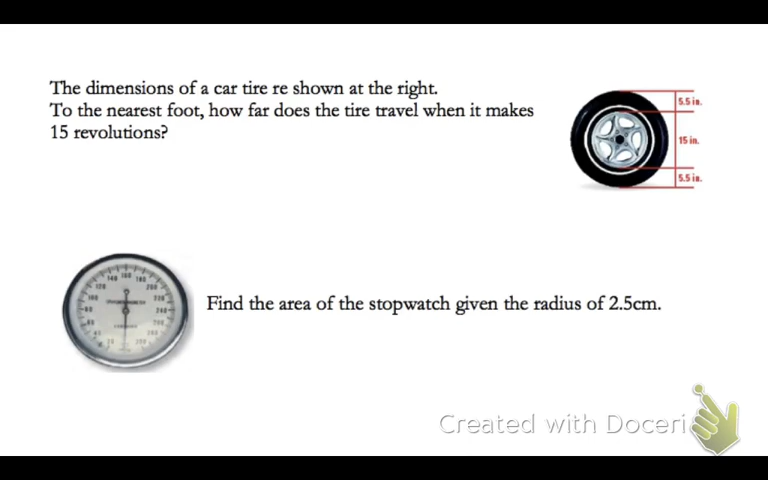 The dimensions of a car tire re shown at the right.
To the nearest foot, how far does the tire travel when it makes
15 revolutions?
5.5 in.
15 in.
5.5 in.
Find the area of the stopwatch given the radius of 2.5cm.
Created with Doceri